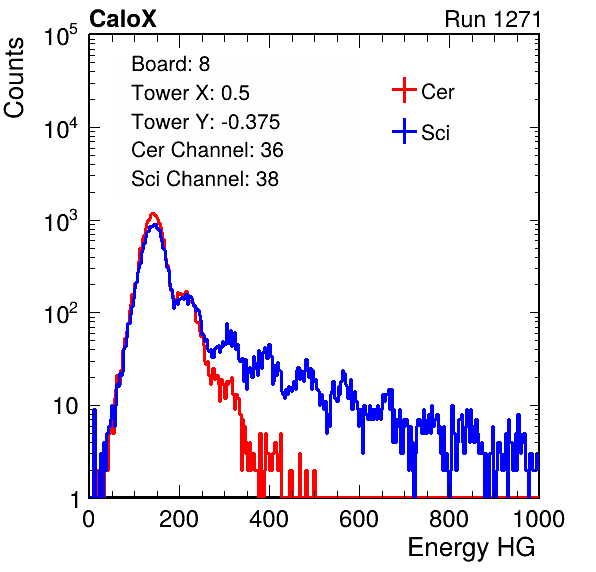 CaloX Run 1271
Counts
10^5
10^4
10^3
10^2
10
1
Board: 8
Tower X: 0.5
Tower Y: -0.375
Cer Channel: 36
Sci Channel: 38
Cer
Sci
0 200 400 600 800 1000
Energy HG